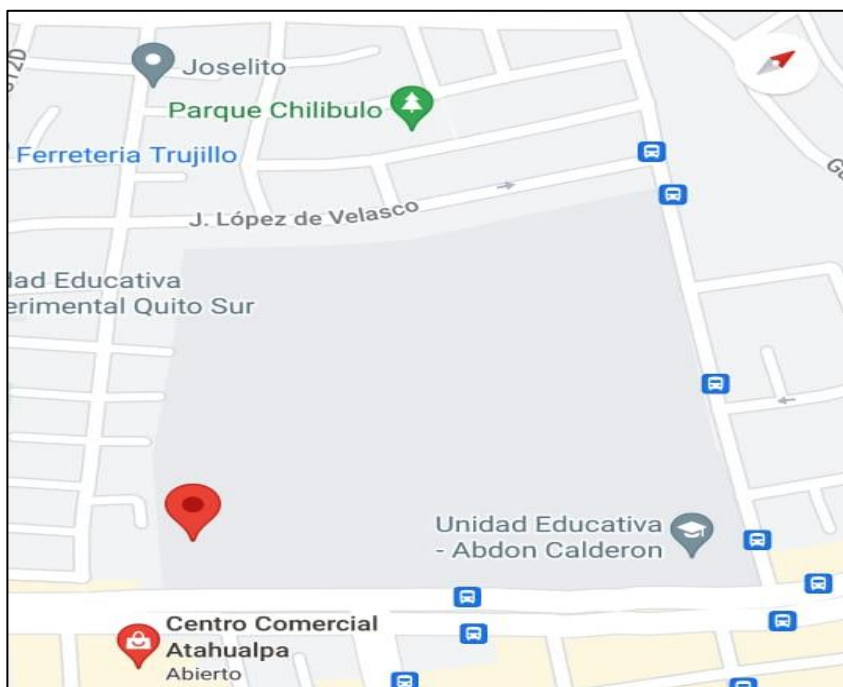 Joselito
Parque Chilibulo
Ferreteria Trujillo
J. López de Velasco
dad Educativa
erimental Quito Sur
Unidad Educativa
- Abdon Calderon
Centro Comercial
Atahualpa
Abierto